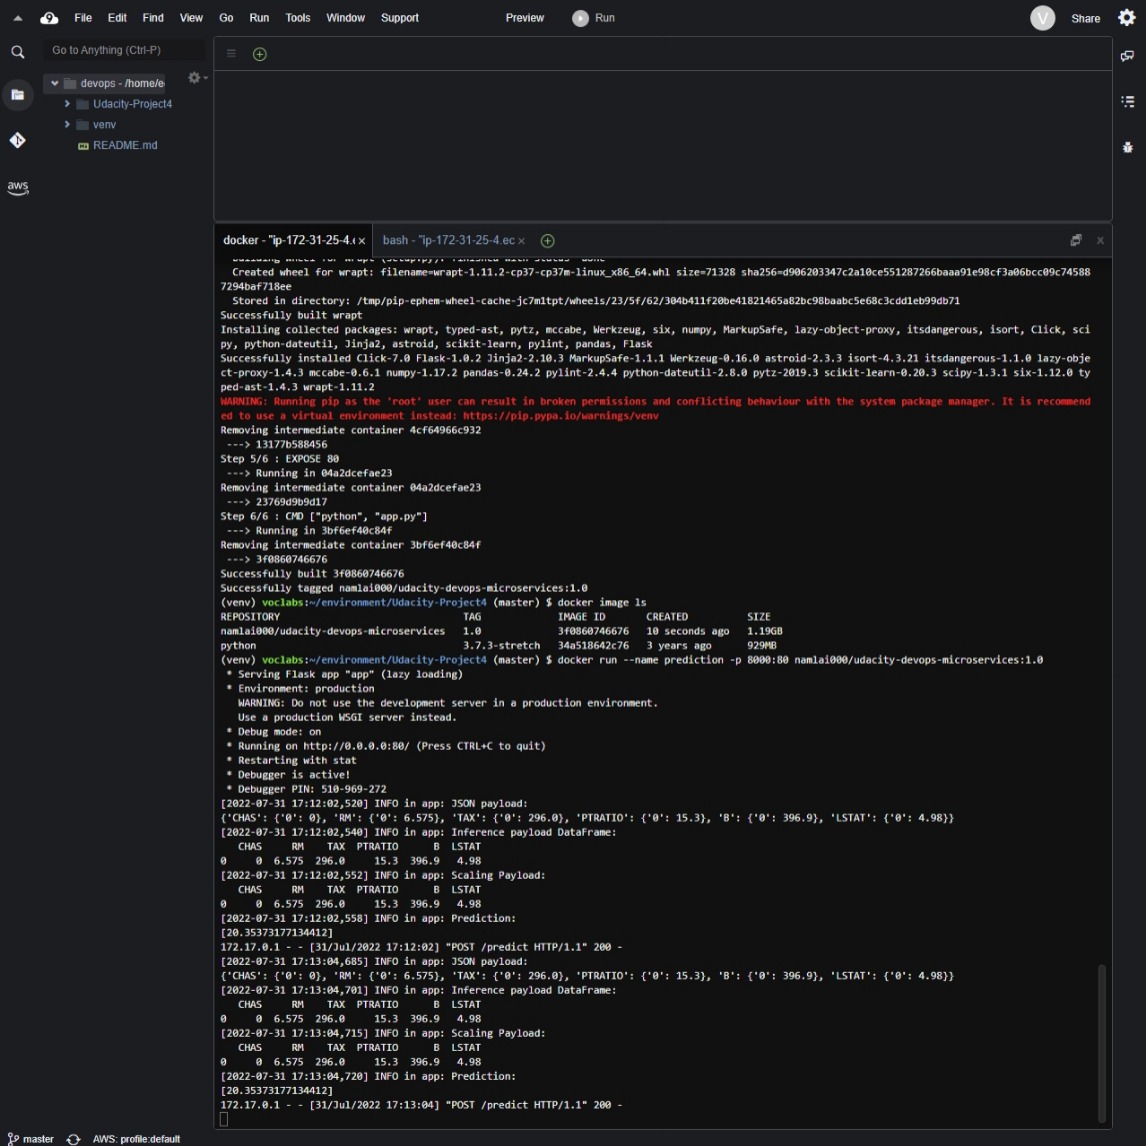 File Edit Find View Go Run Tools Window Support Preview Run V Share
Go to Anything (Ctrl-P)
devops - /home/e
Udacity-Project4
venv
README.md
aws
docker - "ip-172-31-25-4. × bash - "ip-172-31-25-4.ec ×
Building wheel for wrapt (setup.py): finished with status 'done'
Created wheel for wrapt: filename=wrapt-1.11.2-cp37-cp37m-linux_x86_64.whl size=71328 sha256=d906203347c2a10ce551287266baaa91e98cf3a06bcc09c74588
7294baf718ee
Stored in directory: /tmp/pip-ephem-wheel-cache-jc7m1tpt/wheels/23/5f/62/304b411f20be41821465a82bc98baabc5e68c3cdd1eb99db71
Successfully built wrapt
Installing collected packages: wrapt, typed-ast, pytz, mccabe, Werkzeug, six, numpy, MarkupSafe, lazy-object-proxy, itsdangerous, isort, Click, sci
py, python-dateutil, Jinja2, astroid, scikit-learn, pylint, pandas, Flask
Successfully installed Click-7.0 Flask-1.0.2 Jinja2-2.10.3 MarkupSafe-1.1.1 Werkzeug-0.16.0 astroid-2.3.3 isort-4.3.21 itsdangerous-1.1.0 lazy-obje
ct-proxy-1.4.3 mccabe-0.6.1 numpy-1.17.2 pandas-0.24.2 pylint-2.4.4 python-dateutil-2.8.0 pytz-2019.3 scikit-learn-0.20.3 scipy-1.3.1 six-1.12.0 ty
ped-ast-1.4.3 wrapt-1.11.2
WARNING: Running pip as the 'root' user can result in broken permissions and conflicting behaviour with the system package manager. It is recommend
ed to use a virtual environment instead: https://pip.pypa.io/warnings/venv
Removing intermediate container 4cf64966c932
---> 13177b588456
Step 5/6 : EXPOSE 80
---> Running in 04a2dcefae23
Removing intermediate container 04a2dcefae23
---> 23769d9b9d17
Step 6/6 : CMD ["python", "app.py"]
---> Running in 3bf6ef40c84f
Removing intermediate container 3bf6ef40c84f
---> 3f0860746676
Successfully built 3f0860746676
Successfully tagged namlai000/udacity-devops-microservices:1.0
(venv) voclabs:~/environment/Udacity-Project4 (master) $ docker image ls
REPOSITORY TAG IMAGE ID CREATED SIZE
namlai000/udacity-devops-microservices 1.0 3f0860746676 10 seconds ago 1.19GB
python 3.7.3-stretch 34a518642c76 3 years ago 929MB
(venv) voclabs:~/environment/Udacity-Project4 (master) $ docker run --name prediction -p 8000:80 namlai000/udacity-devops-microservices:1.0
* Serving Flask app "app" (lazy loading)
* Environment: production
WARNING: Do not use the development server in a production environment.
Use a production WSGI server instead.
* Debug mode: on
* Running on http://0.0.0.0:80/ (Press CTRL+C to quit)
* Restarting with stat
* Debugger is active!
* Debugger PIN: 510-969-272
[2022-07-31 17:12:02,520] INFO in app: JSON payload:
{'CHAS': {'0': 0}, 'RM': {'0': 6.575}, 'TAX': {'0': 296.0}, 'PTRATIO': {'0': 15.3}, 'B': {'0': 396.9}, 'LSTAT': {'0': 4.98}}
[2022-07-31 17:12:02,540] INFO in app: Inference payload DataFrame:
CHAS RM TAX PTRATIO B LSTAT
0 0 6.575 296.0 15.3 396.9 4.98
[2022-07-31 17:12:02,552] INFO in app: Scaling Payload:
CHAS RM TAX PTRATIO B LSTAT
0 0 6.575 296.0 15.3 396.9 4.98
[2022-07-31 17:12:02,558] INFO in app: Prediction:
[20.35373177134412]
172.17.0.1 - - [31/Jul/2022 17:12:02] "POST /predict HTTP/1.1" 200 -
[2022-07-31 17:13:04,685] INFO in app: JSON payload:
{'CHAS': {'0': 0}, 'RM': {'0': 6.575}, 'TAX': {'0': 296.0}, 'PTRATIO': {'0': 15.3}, 'B': {'0': 396.9}, 'LSTAT': {'0': 4.98}}
[2022-07-31 17:13:04,701] INFO in app: Inference payload DataFrame:
CHAS RM TAX PTRATIO B LSTAT
0 0 6.575 296.0 15.3 396.9 4.98
[2022-07-31 17:13:04,715] INFO in app: Scaling Payload:
CHAS RM TAX PTRATIO B LSTAT
0 0 6.575 296.0 15.3 396.9 4.98
[2022-07-31 17:13:04,720] INFO in app: Prediction:
[20.35373177134412]
172.17.0.1 - - [31/Jul/2022 17:13:04] "POST /predict HTTP/1.1" 200 -
master AWS: profile:default